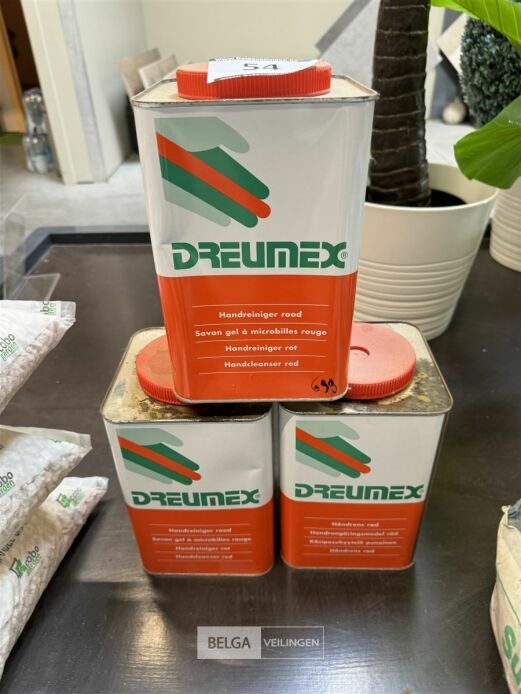 54
DREUMEX®
Handreiniger rood
Savon gel à microbilles rouge
Handreiniger rot
Handcleanser red
699
DREUMEX®
Handreiniger rood
Savon gel à microbilles rouge
Handreiniger rot
Handcleanser red
DREUMEX®
Håndrens rød
Handrengöringsmedel röd
Käsipesuhyytelö punainen
Håndrens rød
BELGA VEILINGEN